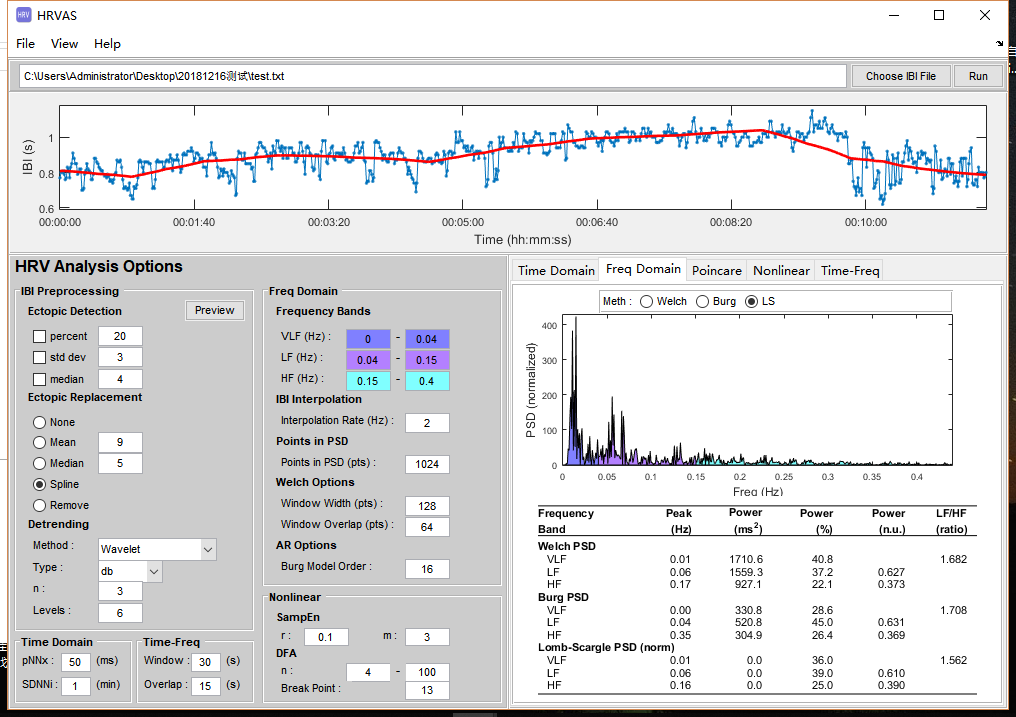 HRV HRVAS
File View Help
C:\Users\Administrator\Desktop\20181216测试\test.txt Choose IBI File Run
IBI (s)
1
0.8
0.6
00:00:00 00:01:40 00:03:20 00:05:00 00:06:40 00:08:20 00:10:00
Time (hh:mm:ss)
HRV Analysis Options
IBI Preprocessing
Ectopic Detection Preview
percent 20
std dev 3
median 4
Ectopic Replacement
None
Mean 9
Median 5
Spline
Remove
Detrending
Method : Wavelet
Type : db
n : 3
Levels : 6
Time Domain
pNNx : 50 (ms)
SDNNi : 1 (min)
Time-Freq
Window : 30 (s)
Overlap : 15 (s)
Freq Domain
Frequency Bands
VLF (Hz) : 0 - 0.04
LF (Hz) : 0.04 - 0.15
HF (Hz) : 0.15 - 0.4
IBI Interpolation
Interpolation Rate (Hz) : 2
Points in PSD
Points in PSD (pts) : 1024
Welch Options
Window Width (pts) : 128
Window Overlap (pts) : 64
AR Options
Burg Model Order : 16
Nonlinear
SampEn
r : 0.1 m : 3
DFA
n : 4 - 100
Break Point : 13
Time Domain Freq Domain Poincare Nonlinear Time-Freq
Meth : Welch Burg LS
PSD (normalized)
400
300
200
100
0
0 0.05 0.1 0.15 0.2 0.25 0.3 0.35 0.4
Freq (Hz)
Frequency Peak Power Power Power LF/HF
Band (Hz) (ms²) (%) (n.u.) (ratio)
Welch PSD
VLF 0.01 1710.6 40.8 1.682
LF 0.06 1559.3 37.2 0.627
HF 0.17 927.1 22.1 0.373
Burg PSD
VLF 0.00 330.8 28.6 1.708
LF 0.04 520.8 45.0 0.631
HF 0.35 304.9 26.4 0.369
Lomb-Scargle PSD (norm)
VLF 0.01 0.0 36.0 1.562
LF 0.06 0.0 39.0 0.610
HF 0.16 0.0 25.0 0.390